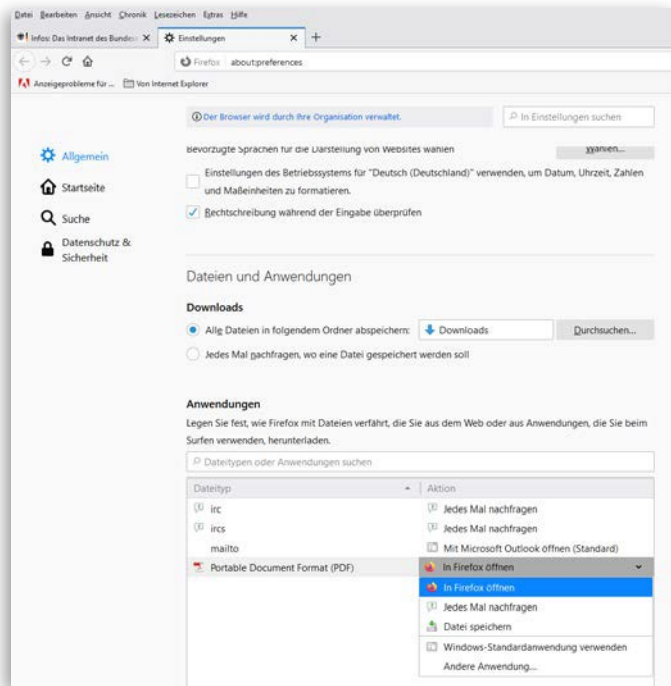 Datei Bearbeiten Ansicht Chronik Lesezeichen Extras Hilfe
Infos: Das Intranet des Bundes
Einstellungen
Firefox about:preferences
Anzeigeprobleme für ... Von Internet Explorer
Der Browser wird durch Ihre Organisation verwaltet.
In Einstellungen suchen
Bevorzugte Sprachen für die Darstellung von Websites wählen
Wählen...
Allgemein
Startseite
Suche
Datenschutz &
Sicherheit
Einstellungen des Betriebssystems für "Deutsch (Deutschland)" verwenden, um Datum, Uhrzeit, Zahlen
und Maßeinheiten zu formatieren.
Rechtschreibung während der Eingabe überprüfen
Dateien und Anwendungen
Downloads
Alle Dateien in folgendem Ordner abspeichern: Downloads Durchsuchen...
Jedes Mal nachfragen, wo eine Datei gespeichert werden soll
Anwendungen
Legen Sie fest, wie Firefox mit Dateien verfährt, die Sie aus dem Web oder aus Anwendungen, die Sie beim
Surfen verwenden, herunterladen.
Dateitypen oder Anwendungen suchen
Dateityp Aktion
irc Jedes Mal nachfragen
ircs Jedes Mal nachfragen
mailto Mit Microsoft Outlook öffnen (Standard)
Portable Document Format (PDF) In Firefox öffnen
In Firefox öffnen
Jedes Mal nachfragen
Datei speichern
Windows-Standardanwendung verwenden
Andere Anwendung...